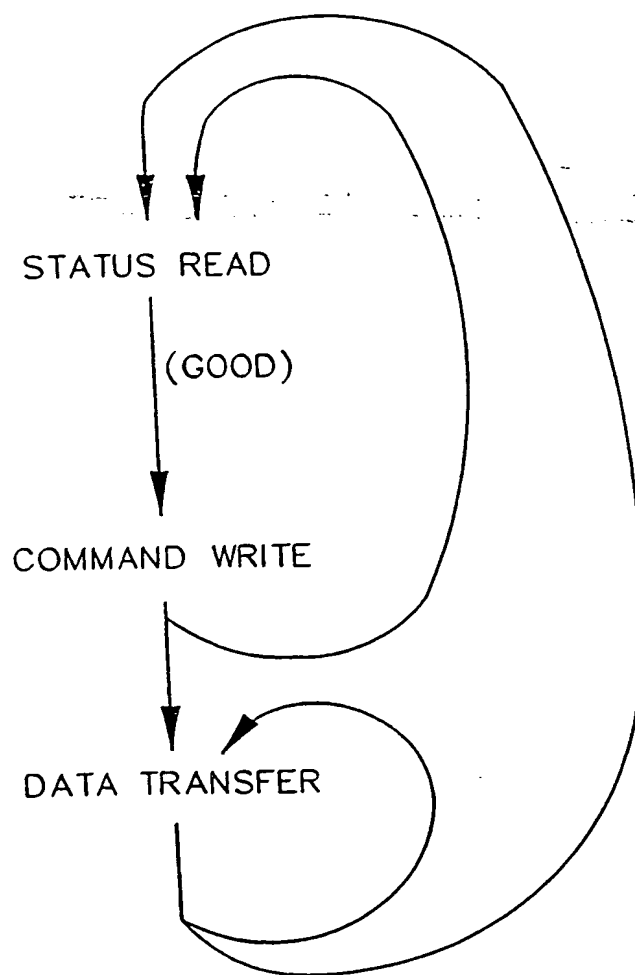 STATUS READ
(GOOD)
COMMAND WRITE
DATA TRANSFER